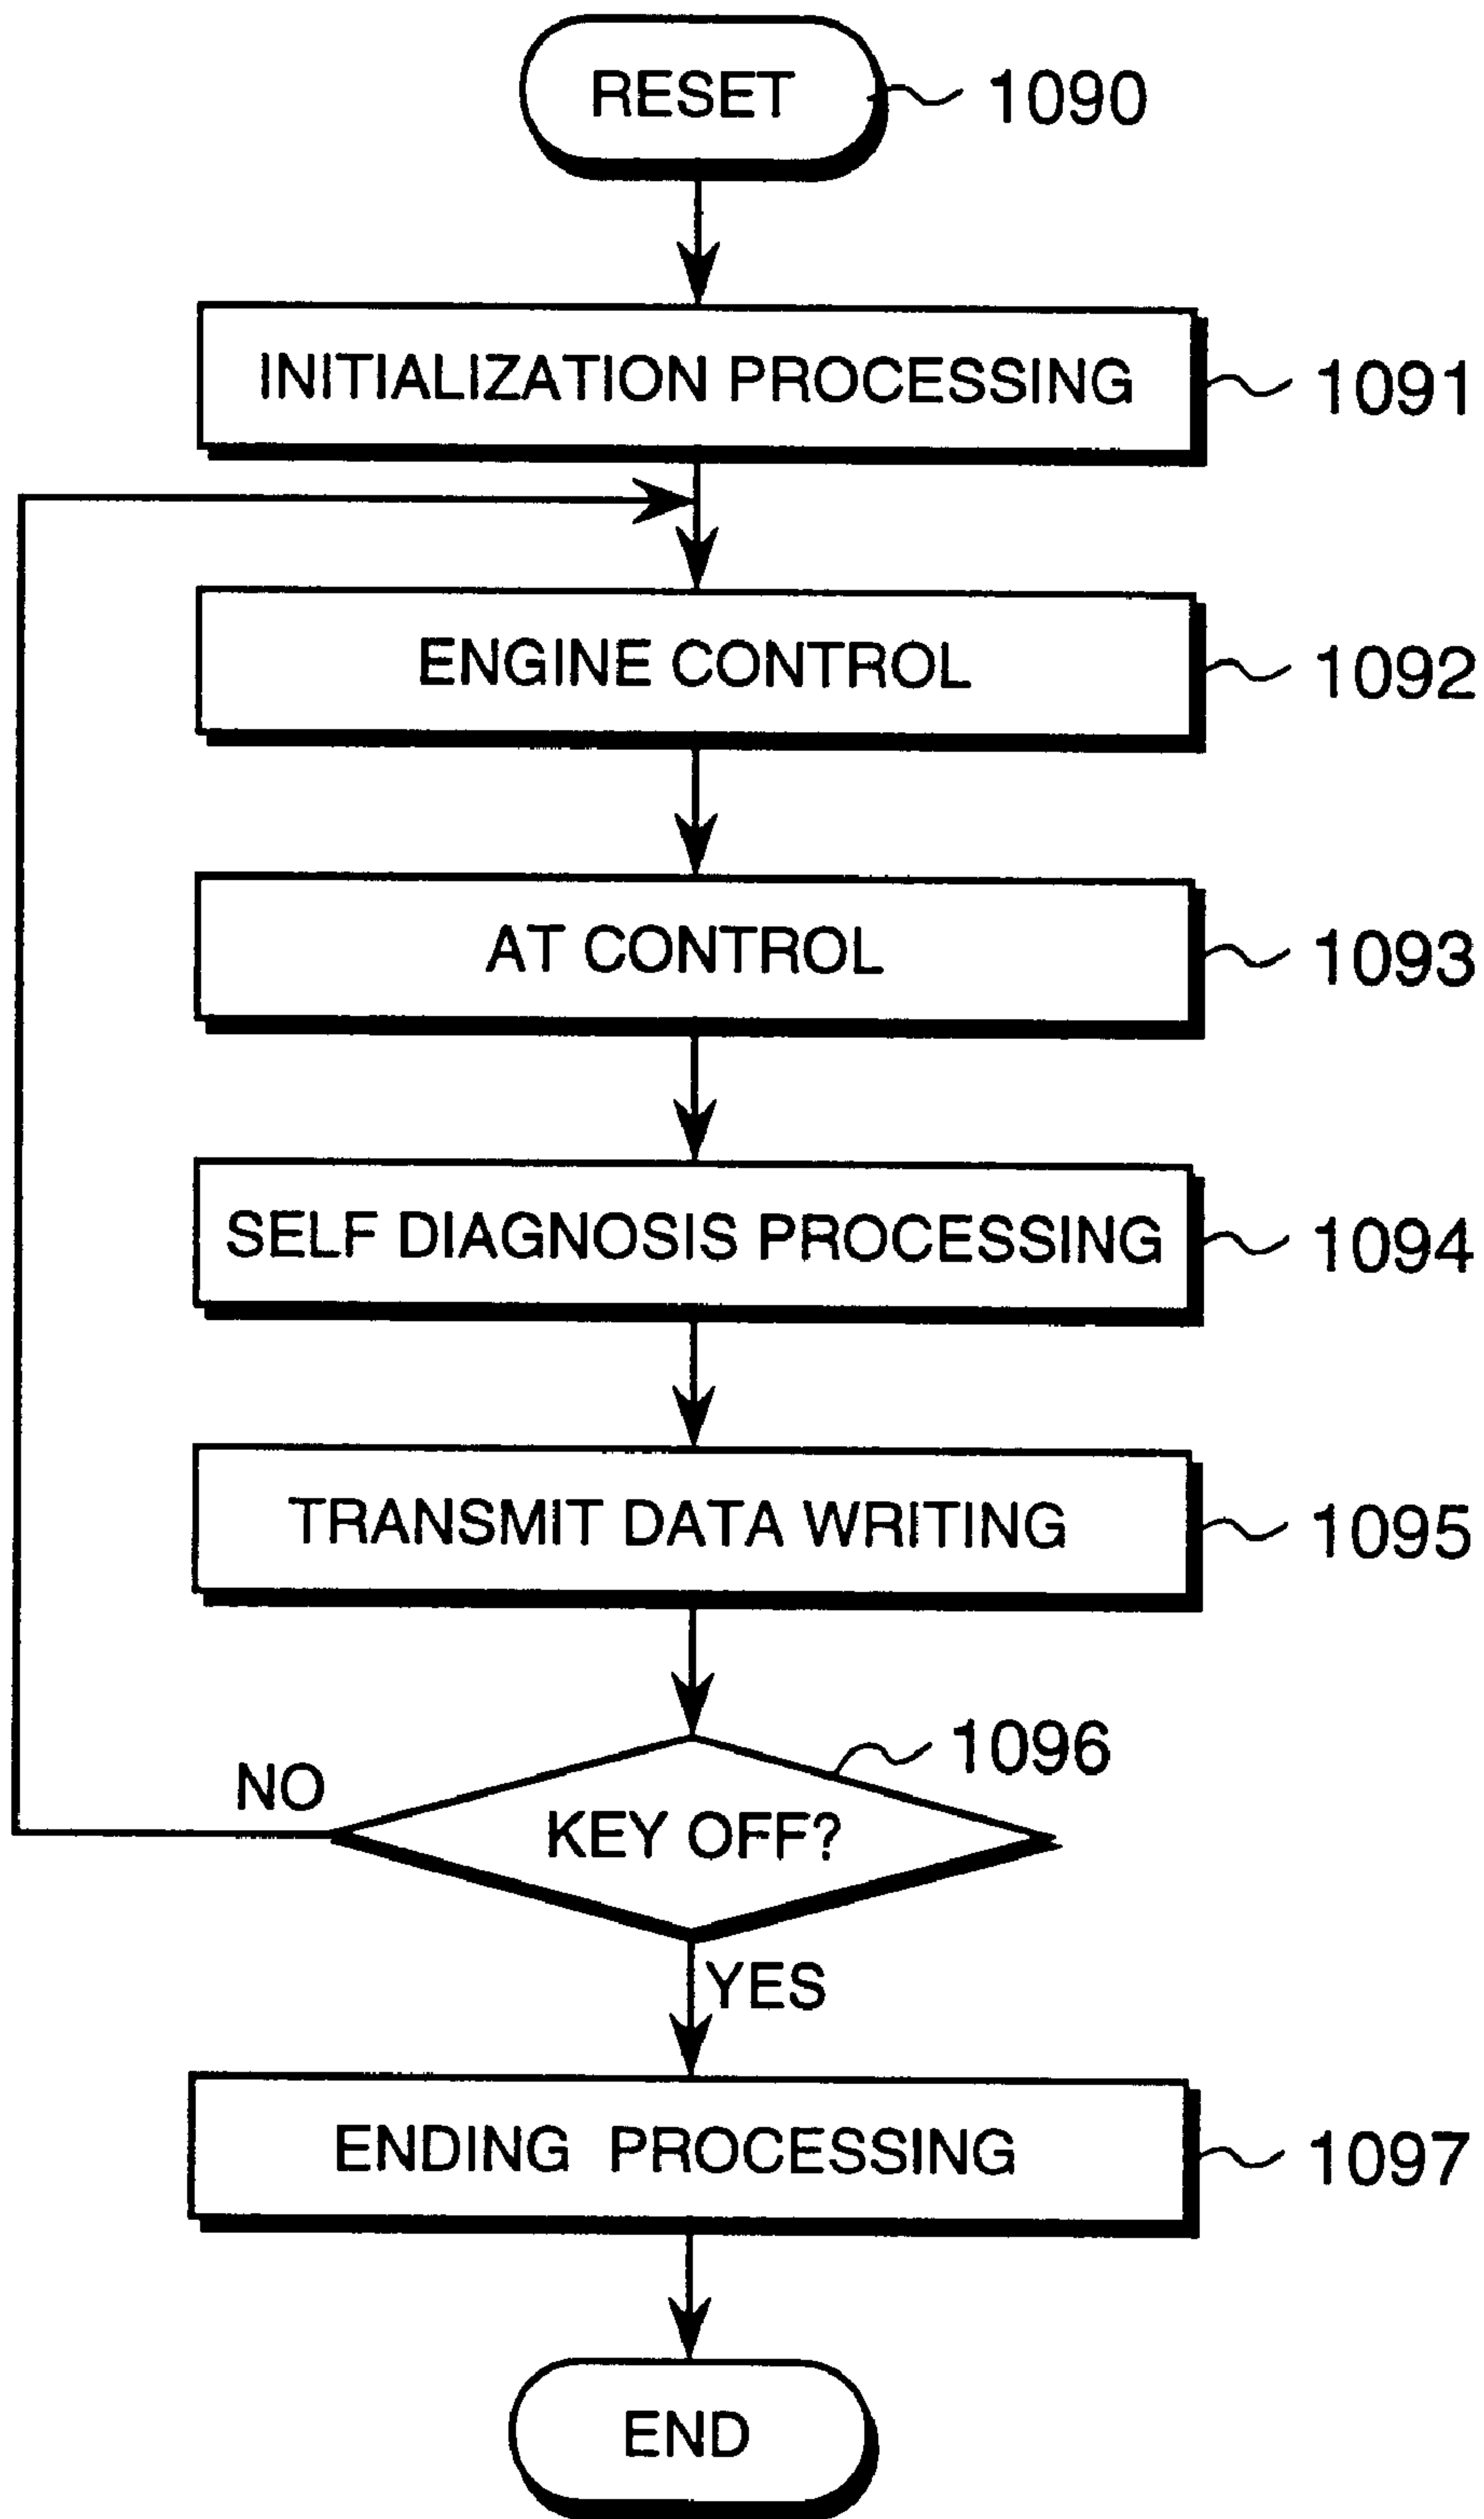 RESET 1090
INITIALIZATION PROCESSING 1091
ENGINE CONTROL 1092
AT CONTROL 1093
SELF DIAGNOSIS PROCESSING 1094
TRANSMIT DATA WRITING 1095
1096
NO
KEY OFF?
YES
ENDING PROCESSING 1097
END